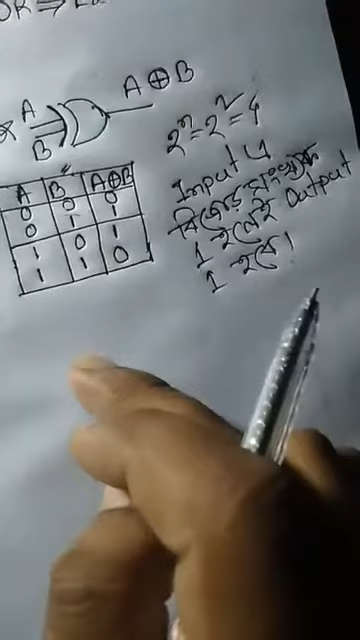 OR ⇒
A
B
A ⊕ B
A B A⊕B
0 0 0
0 1 1
1 0 1
1 1 0
2ⁿ = 2² = 4
Input এ
বিজোড় সংখ্যক
1 হলেই Output
1 হবে।